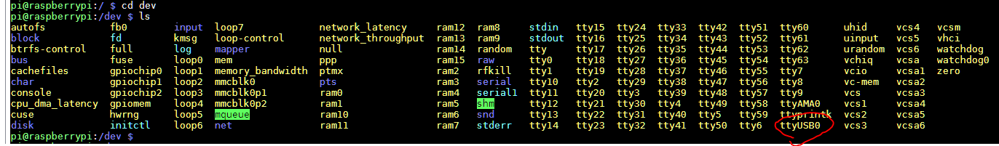 pi@raspberrypi:/ $ cd dev
pi@raspberrypi:/dev $ ls
autofs fb0 input loop7 network_latency ram12 ram8 stdin tty15 tty24 tty33 tty42 tty51 tty60 uhid vcs4 vcsm
block fd kmsg loop-control network_throughput ram13 ram9 stdout tty16 tty25 tty34 tty43 tty52 tty61 uinput vcs5 vhci
btrfs-control full log mapper null ram14 random tty tty17 tty26 tty35 tty44 tty53 tty62 urandom vcs6 watchdog
bus fuse loop0 mem ppp ram15 raw tty0 tty18 tty27 tty36 tty45 tty54 tty63 vchiq vcsa watchdog0
cachefiles gpiochip0 loop1 memory_bandwidth ptmx ram2 rfkill tty1 tty19 tty28 tty37 tty46 tty55 tty7 vcio vcsa1 zero
char gpiochip1 loop2 mmcblk0 pts ram3 serial tty10 tty2 tty29 tty38 tty47 tty56 tty8 vc-mem vcsa2
console gpiochip2 loop3 mmcblk0p1 ram0 ram4 serial1 tty11 tty20 tty3 tty39 tty48 tty57 tty9 vcs vcsa3
cpu_dma_latency gpiomem loop4 mmcblk0p2 ram1 ram5 shm tty12 tty21 tty30 tty4 tty49 tty58 ttyAMA0 vcs1 vcsa4
cuse hwrng loop5 mqueue ram10 ram6 snd tty13 tty22 tty31 tty40 tty5 tty59 ttyprintk vcs2 vcsa5
disk initctl loop6 net ram11 ram7 stderr tty14 tty23 tty32 tty41 tty50 tty6 ttyUSB0 vcs3 vcsa6
pi@raspberrypi:/dev $